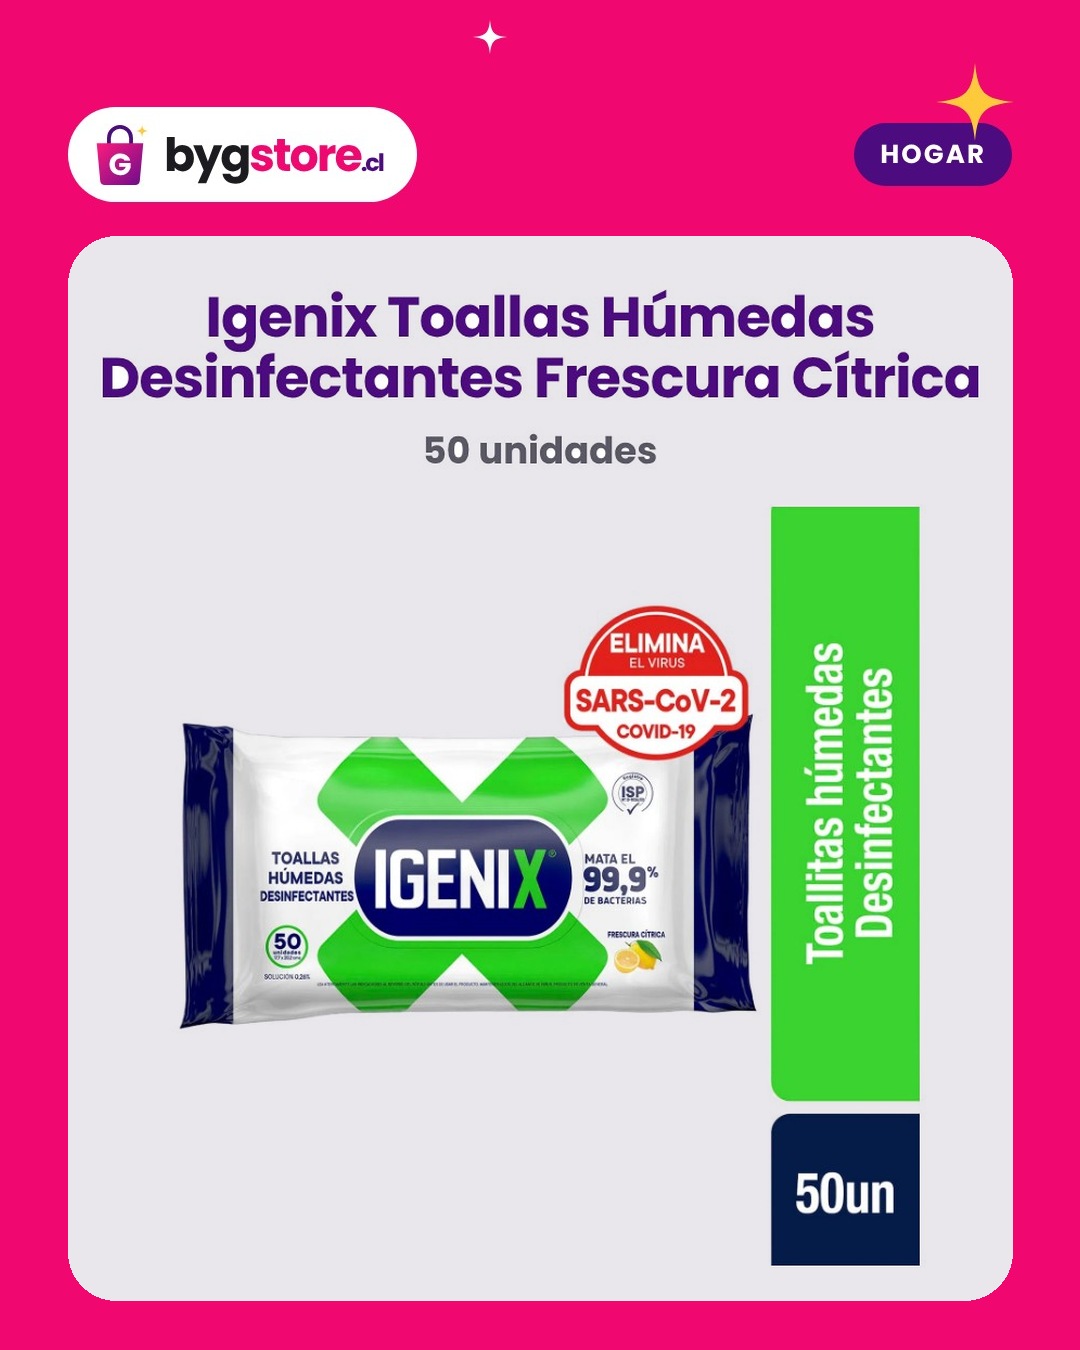 G bygstore.cl
HOGAR
Igenix Toallas Húmedas
Desinfectantes Frescura Cítrica
50 unidades
ELIMINA
EL VIRUS
SARS-CoV-2
COVID-19
ISP
TOALLAS
HÚMEDAS
DESINFECTANTES
IGENIX®
MATA EL
99,9%
DE BACTERIAS
50
unidades
FRESCURA CÍTRICA
SOLUCIÓN 0,26%
Toallitas húmedas
Desinfectantes
50un